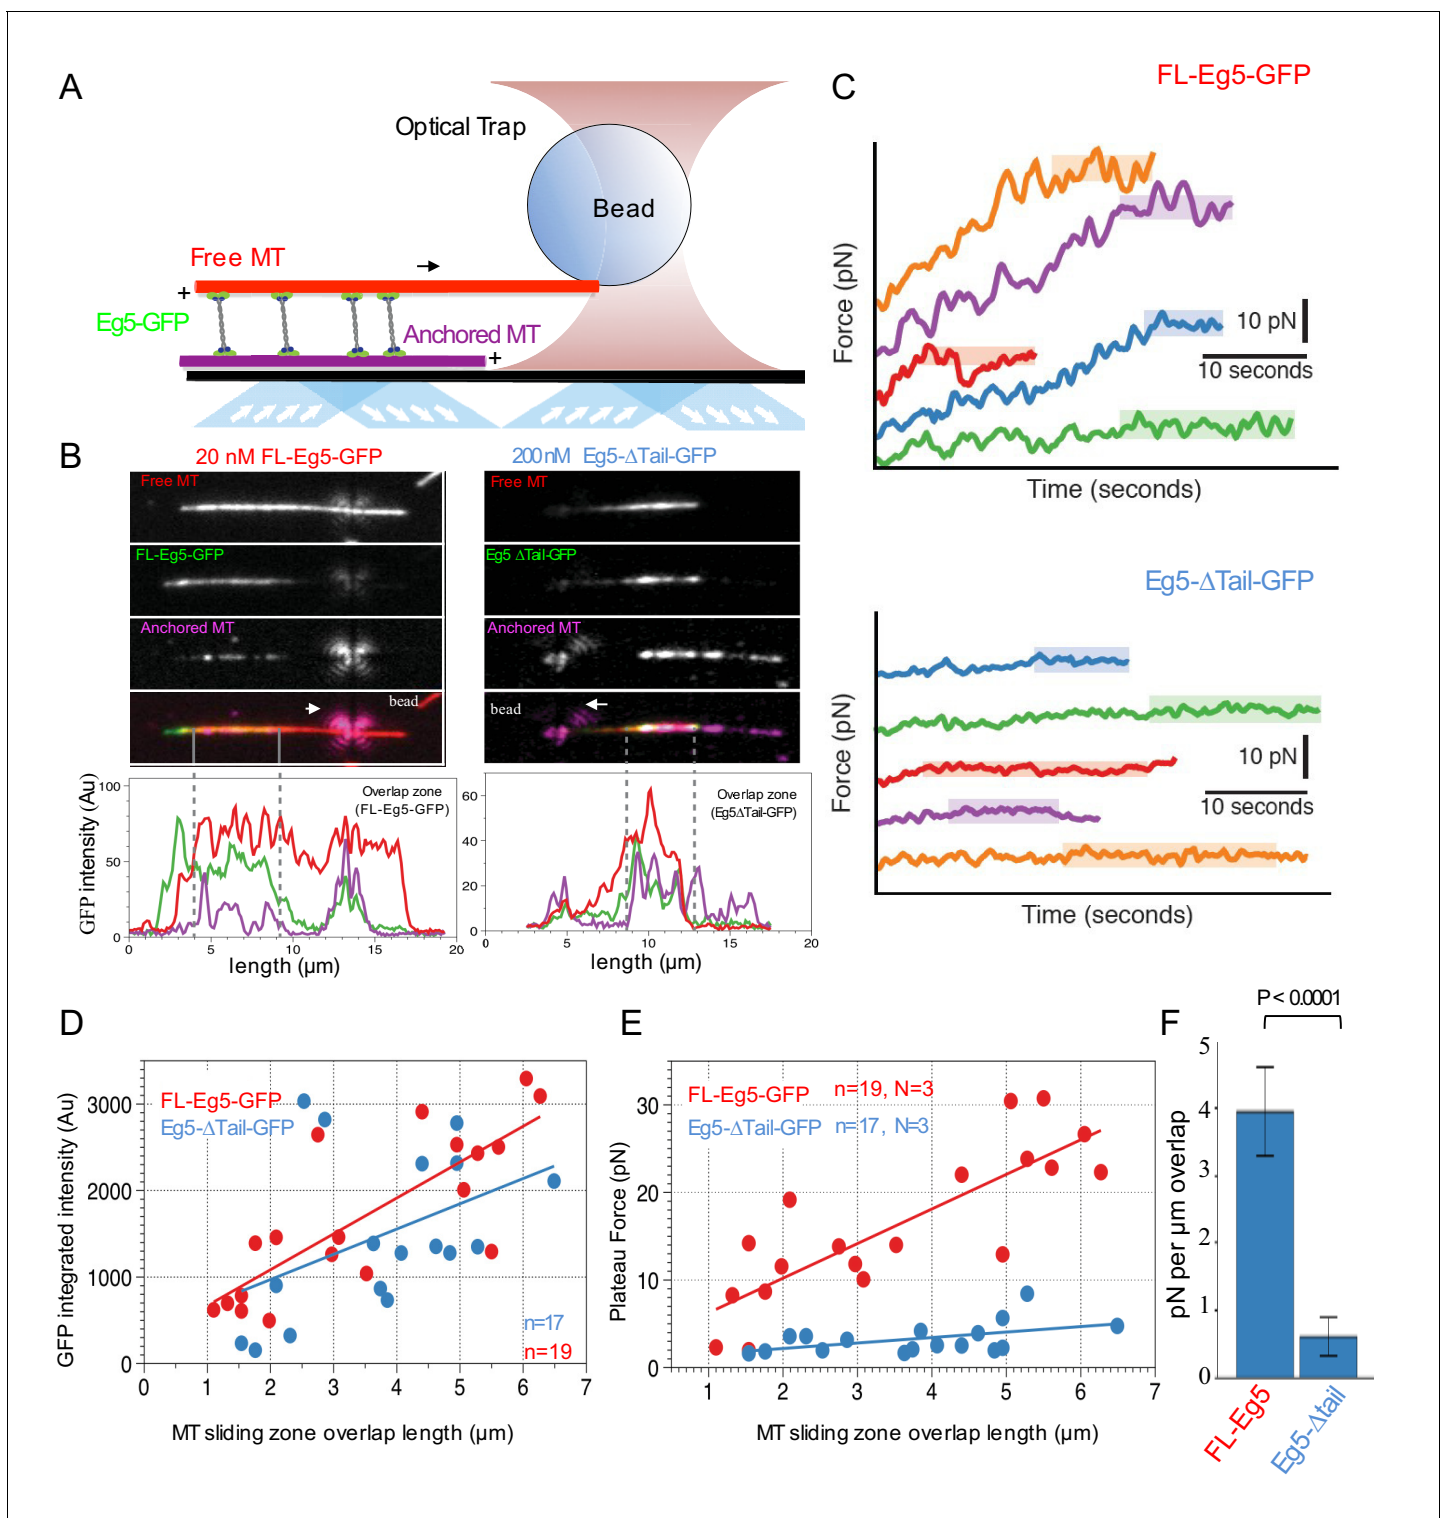 A
Optical Trap
Bead
Free MT
+
Eg5-GFP
Anchored MT
+
B
20 nM FL-Eg5-GFP
Free MT
FL-Eg5-GFP
Anchored MT
bead
200 nM Eg5-ΔTail-GFP
Free MT
Eg5 ΔTail-GFP
Anchored MT
bead
GFP intensity (Au)
100
50
0
Overlap zone
(FL-Eg5-GFP)
0 5 10 15 20
length (µm)
60
40
20
0
Overlap zone
(Eg5ΔTail-GFP)
0 5 10 15 20
length (µm)
C
FL-Eg5-GFP
Force (pN)
10 pN
10 seconds
Time (seconds)
Eg5-ΔTail-GFP
Force (pN)
10 pN
10 seconds
Time (seconds)
D
GFP integrated intensity (Au)
3000
2000
1000
0
FL-Eg5-GFP
Eg5-ΔTail-GFP
n=17
n=19
0 1 2 3 4 5 6 7
MT sliding zone overlap length (µm)
E
Plateau Force (pN)
30
20
10
0
FL-Eg5-GFP n=19, N=3
Eg5-ΔTail-GFP n=17, N=3
1 2 3 4 5 6 7
MT sliding zone overlap length (µm)
F
P < 0.0001
pN per µm overlap
5
4
3
2
1
0
FL-Eg5
Eg5-Δtail